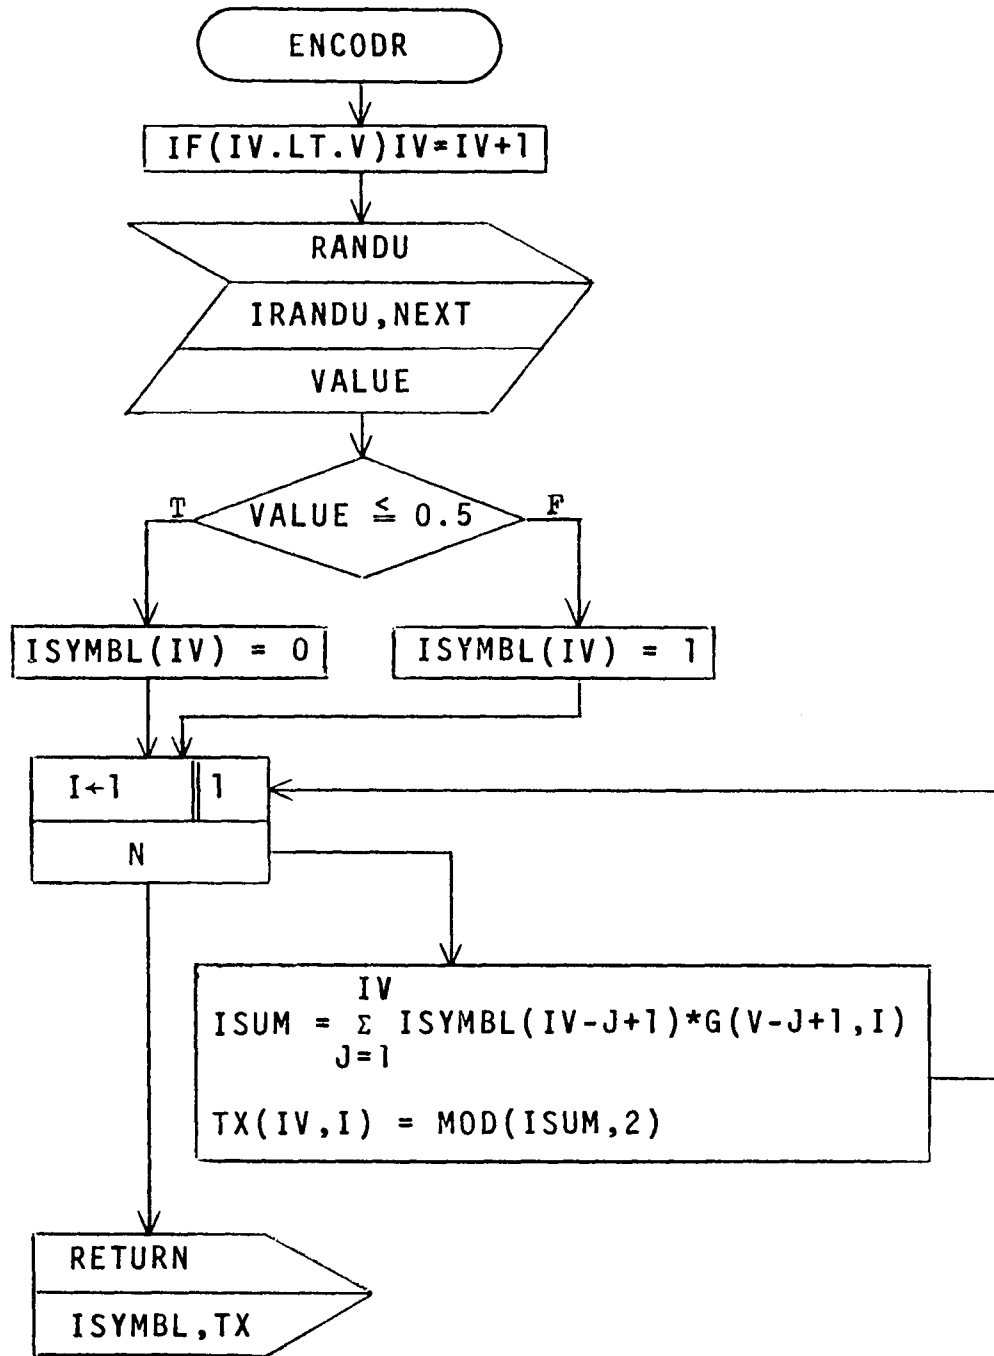 ENCODR
IF(IV.LT.V)IV=IV+1
RANDU
IRANDU,NEXT
VALUE
T
VALUE ≦ 0.5
F
ISYMBL(IV) = 0
ISYMBL(IV) = 1
I←1 1
N
IV
ISUM = Σ ISYMBL(IV-J+1)*G(V-J+1,I)
J=1
TX(IV,I) = MOD(ISUM,2)
RETURN
ISYMBL,TX